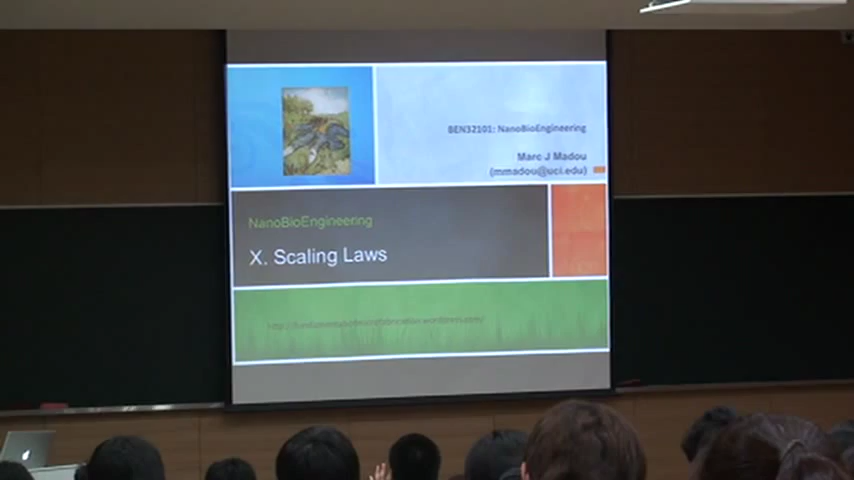 BEN32101: NanoBioEngineering
Marc J Madou
(mmadou@uci.edu)
NanoBioEngineering
X. Scaling Laws